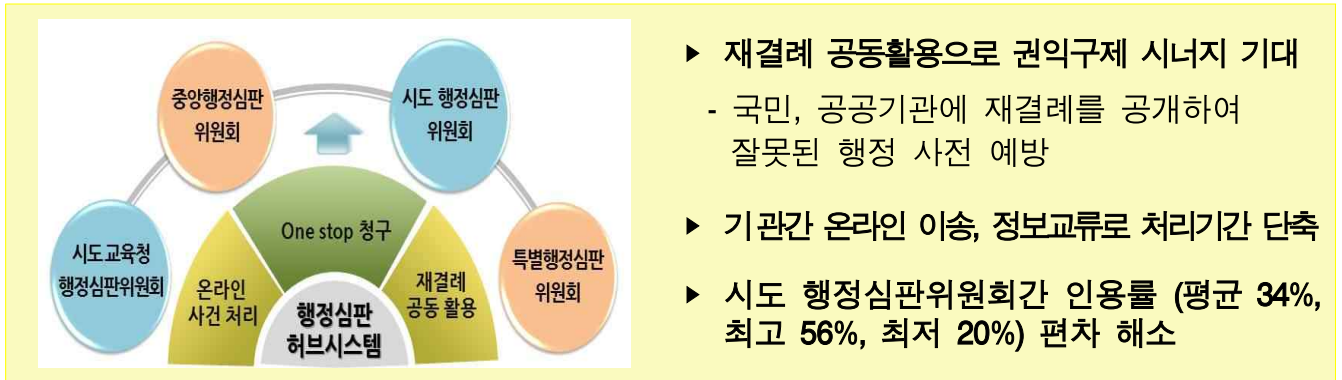 중앙행정심판
위원회
시도 행정심판
위원회
시도교육청
행정심판위원회
특별행정심판
위원회
One stop 청구
온라인
사건 처리
재결례
공동 활용
행정심판
허브시스템
▶ 재결례 공동활용으로 권익구제 시너지 기대
- 국민, 공공기관에 재결례를 공개하여
잘못된 행정 사전 예방
▶ 기관간 온라인 이송, 정보교류로 처리기간 단축
▶ 시도 행정심판위원회간 인용률 (평균 34%,
최고 56%, 최저 20%) 편차 해소